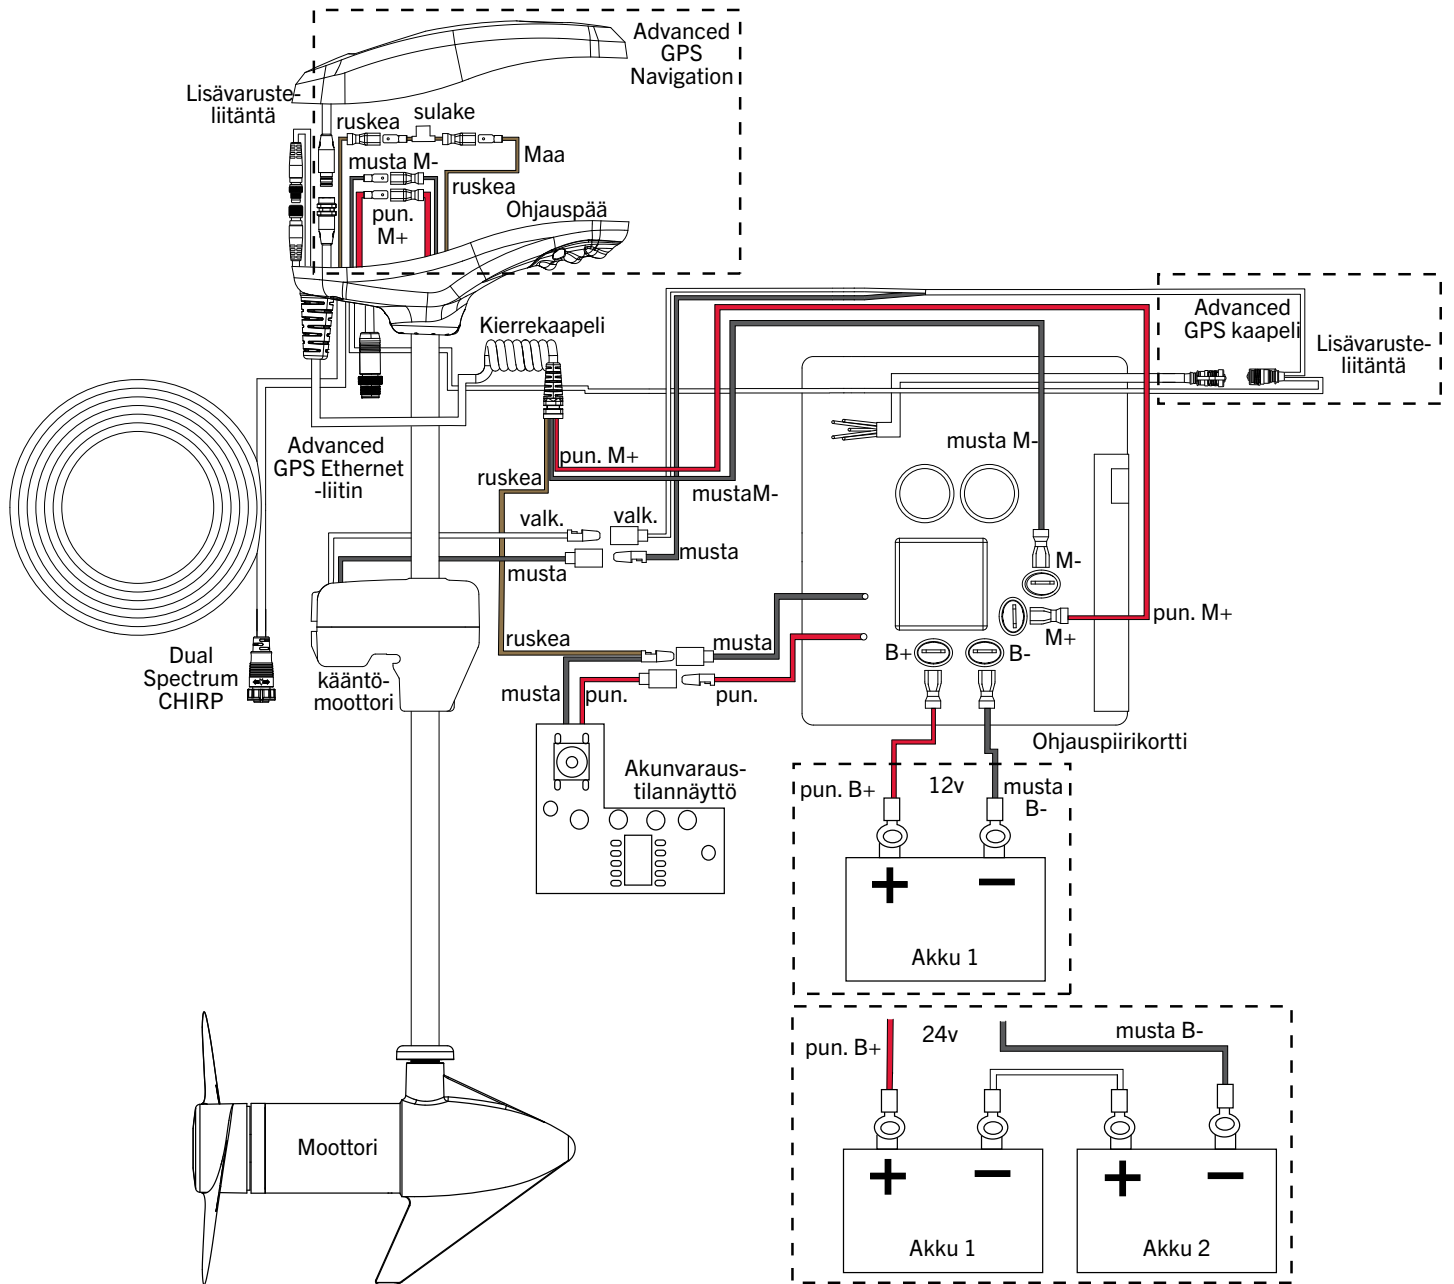 Advanced
GPS
Navigation
Lisävaruste-
liitäntä
ruskea
sulake
Maa
musta M-
ruskea
pun.
M+
Ohjauspää
Kierrekaapeli
Advanced
GPS kaapeli
Lisävaruste-
liitäntä
Advanced
GPS Ethernet
-liitin
pun. M+
ruskea
mustaM-
musta M-
valk.
valk.
musta
musta
M-
pun. M+
M+
ruskea
musta
B+
B-
Dual
Spectrum
CHIRP
kääntö-
moottori
musta
pun.
pun.
Ohjauspiirikortti
Akunvaraus-
tilannäyttö
pun. B+
12v
musta
B-
+
−
Akku 1
pun. B+
24v
musta B-
Moottori
+
−
+
−
Akku 1
Akku 2